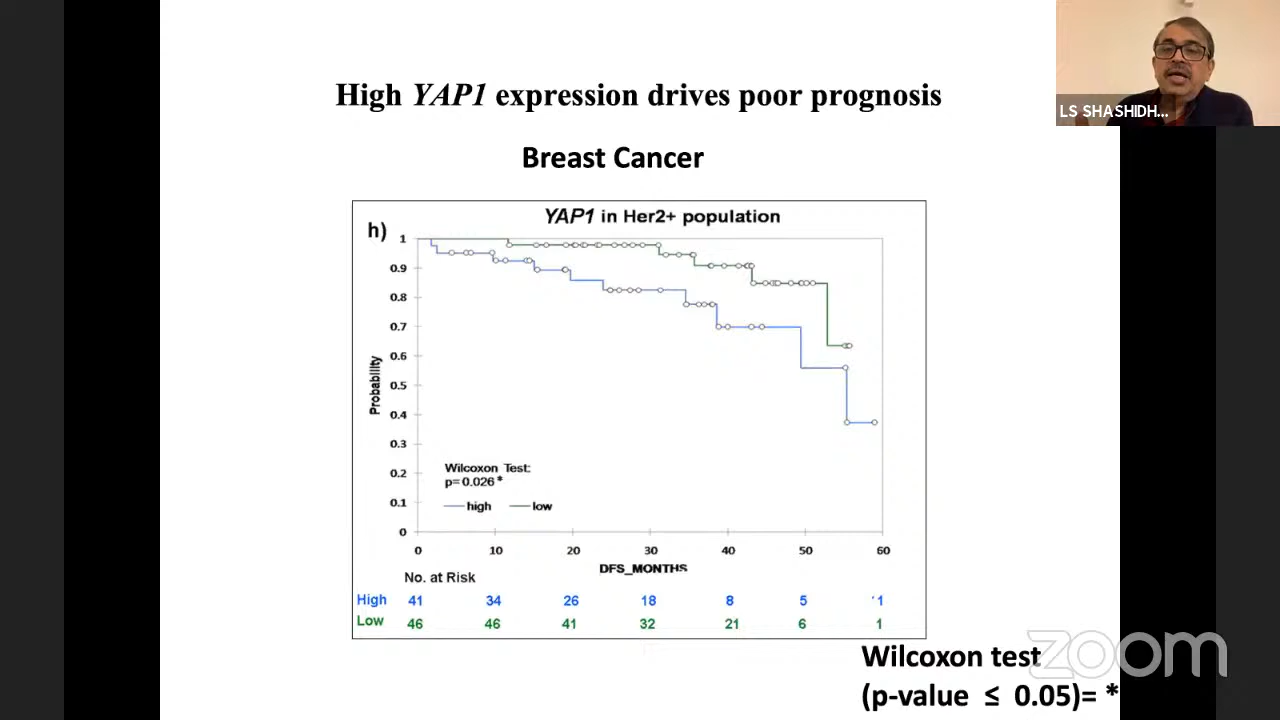 High YAP1 expression drives poor prognosis
LS SHASHIDH...
Breast Cancer
YAP1 in Her2+ population
h)
1
0.9
0.8
0.7
0.6
0.5
0.4
0.3
0.2
0.1
0
Probability
Wilcoxon Test:
p= 0.026 *
high low
0 10 20 30 40 50 60
DFS_MONTHS
No. at Risk
High 41 34 26 18 8 5 1
Low 46 46 41 32 21 6 1
Wilcoxon test
(p-value ≤ 0.05)= *
zoom